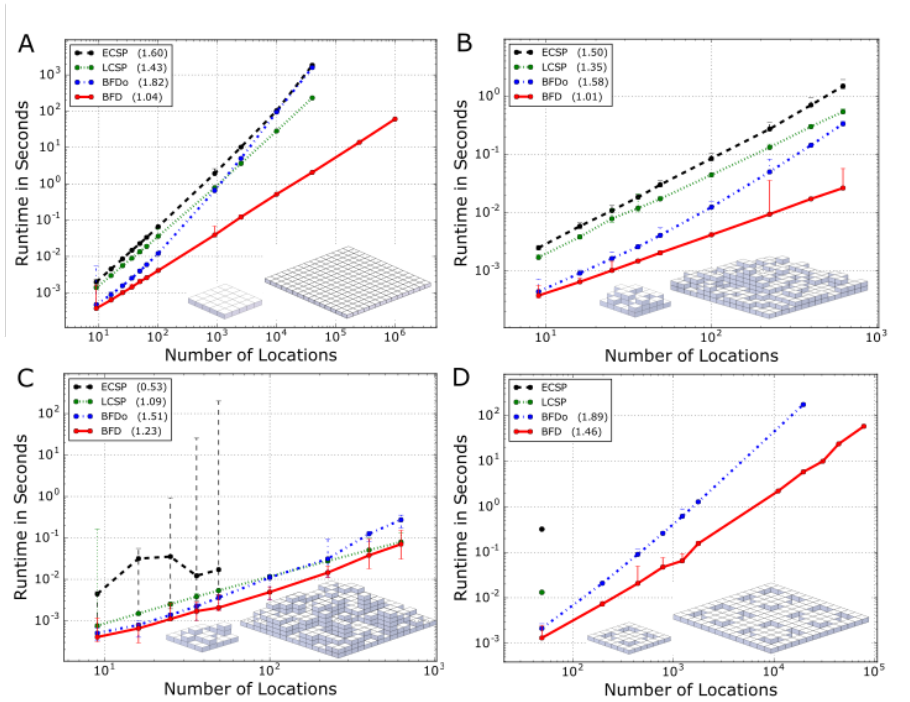 A
ECSP (1.60)
LCSP (1.43)
BFDo (1.82)
BFD (1.04)
10³
10²
10¹
10⁰
10⁻¹
10⁻²
10⁻³
Runtime in Seconds
10¹ 10² 10³ 10⁴ 10⁵ 10⁶
Number of Locations
B
ECSP (1.50)
LCSP (1.35)
BFDo (1.58)
BFD (1.01)
10⁰
10⁻¹
10⁻²
10⁻³
Runtime in Seconds
10¹ 10² 10³
Number of Locations
C
ECSP (0.53)
LCSP (1.09)
BFDo (1.51)
BFD (1.23)
10²
10¹
10⁰
10⁻¹
10⁻²
10⁻³
Runtime in Seconds
10¹ 10² 10³
Number of Locations
D
ECSP
LCSP
BFDo (1.89)
BFD (1.46)
10²
10¹
10⁰
10⁻¹
10⁻²
10⁻³
Runtime in Seconds
10² 10³ 10⁴ 10⁵
Number of Locations